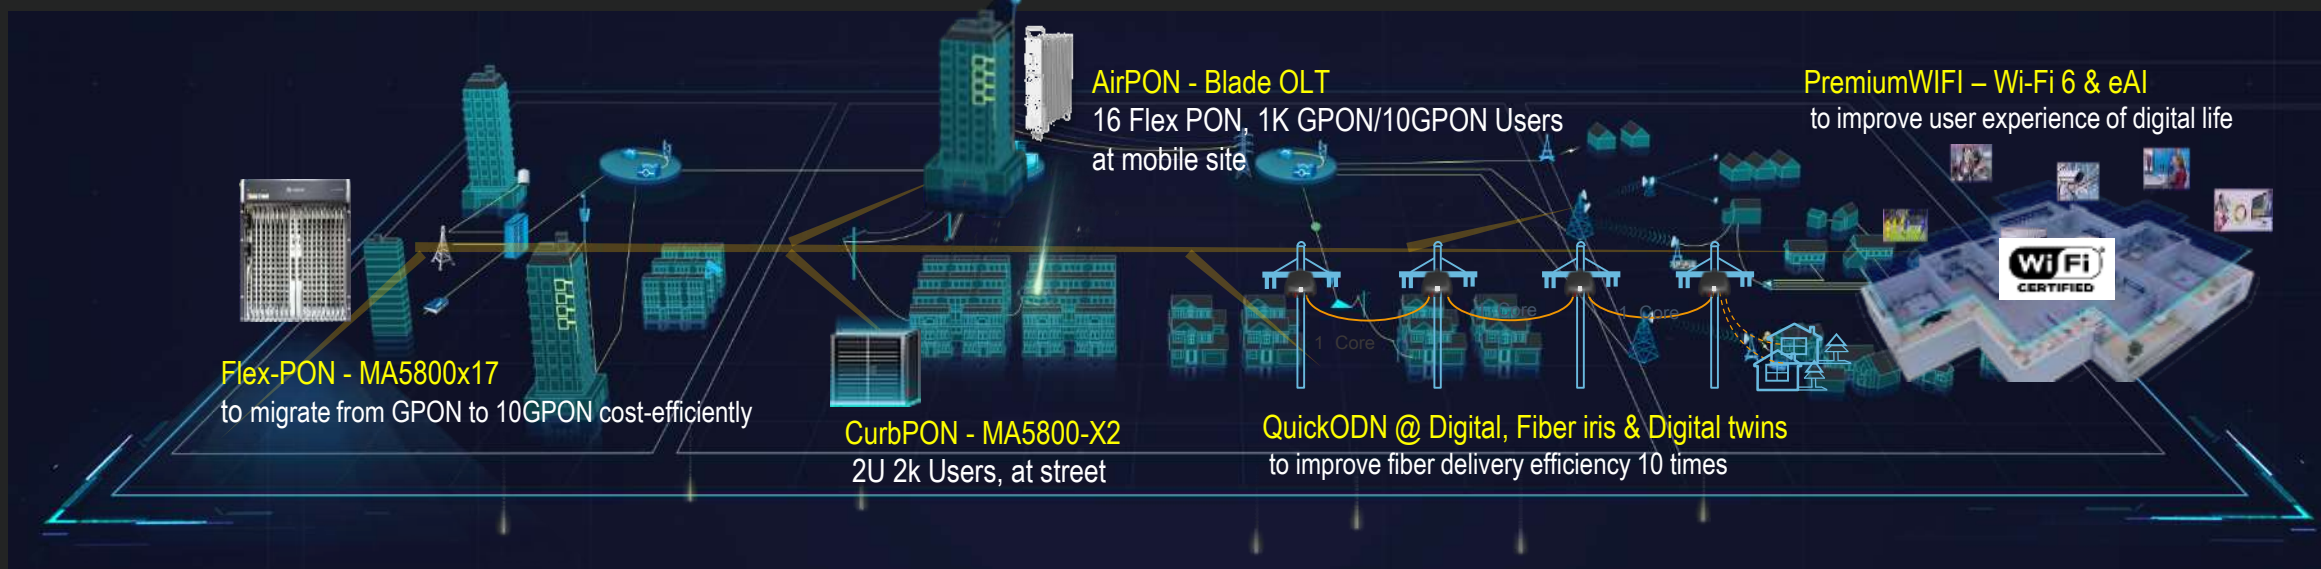 AirPON - Blade OLT
16 Flex PON, 1K GPON/10GPON Users
at mobile site
PremiumWIFI – Wi-Fi 6 & eAI
to improve user experience of digital life
Wi Fi
CERTIFIED
Flex-PON - MA5800x17
to migrate from GPON to 10GPON cost-efficiently
CurbPON - MA5800-X2
2U 2k Users, at street
1 Core
Core
1 Core
QuickODN @ Digital, Fiber iris & Digital twins
to improve fiber delivery efficiency 10 times